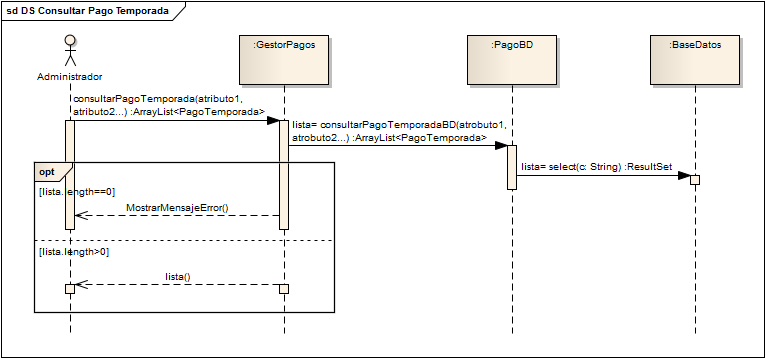 sd DS Consultar Pago Temporada
:GestorPagos
:PagoBD
:BaseDatos
Administrador
consultarPagoTemporada(atributo1,
atributo2...) :ArrayList<PagoTemporada>
lista= consultarPagoTemporadaBD(atrobuto1,
atrobuto2...) :ArrayList<PagoTemporada>
lista= select(c: String) :ResultSet
opt
[lista.length==0]
MostrarMensajeError()
[lista.length>0]
lista()